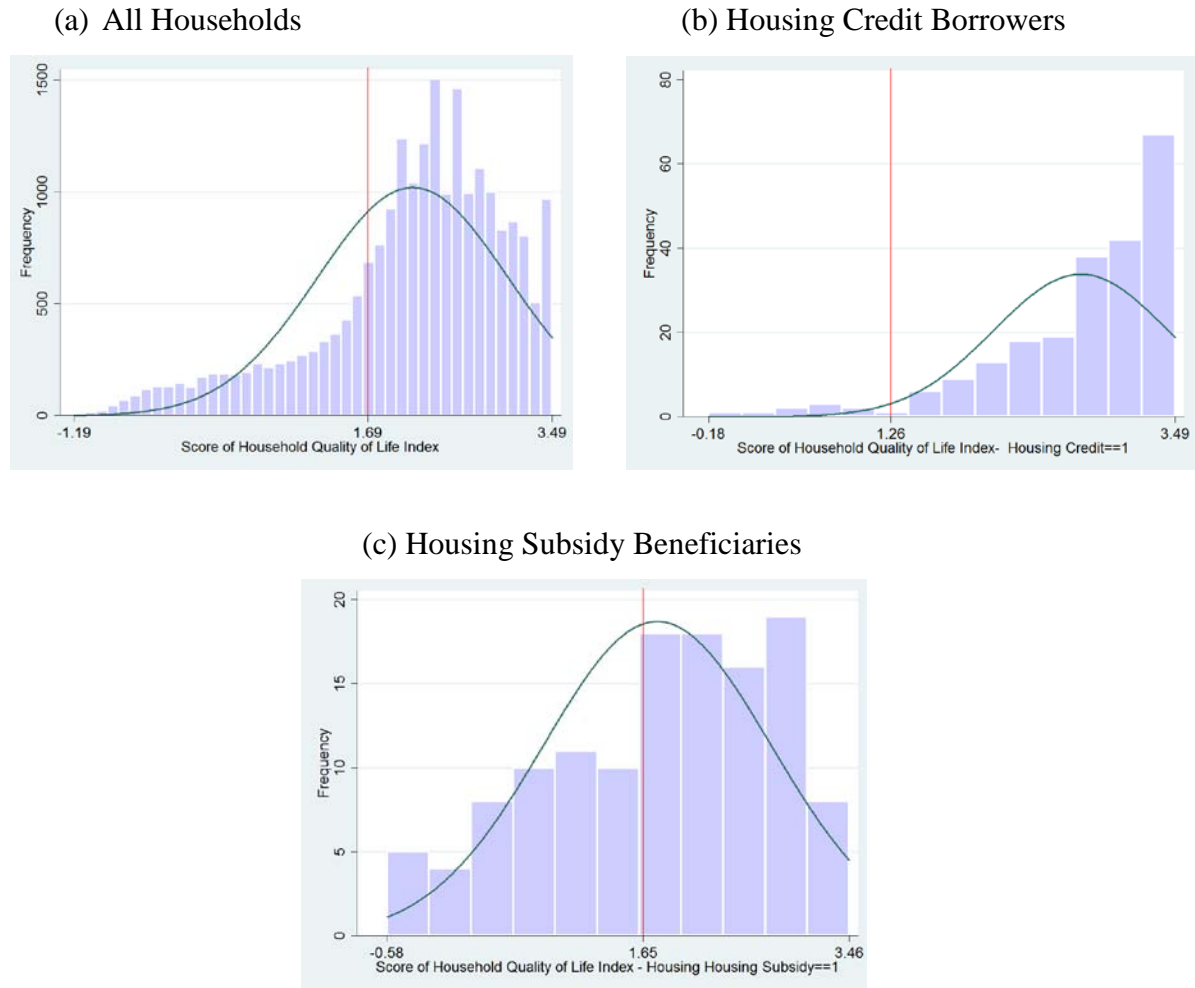 (a) All Households
1500
1000
500
0
Frequency
-1.19 1.69 3.49
Score of Household Quality of Life Index
(b) Housing Credit Borrowers
80
60
40
20
0
Frequency
-0.18 1.26 3.49
Score of Household Quality of Life Index- Housing Credit==1
(c) Housing Subsidy Beneficiaries
20
15
10
5
0
Frequency
-0.58 1.65 3.46
Score of Household Quality of Life Index - Housing Housing Subsidy==1